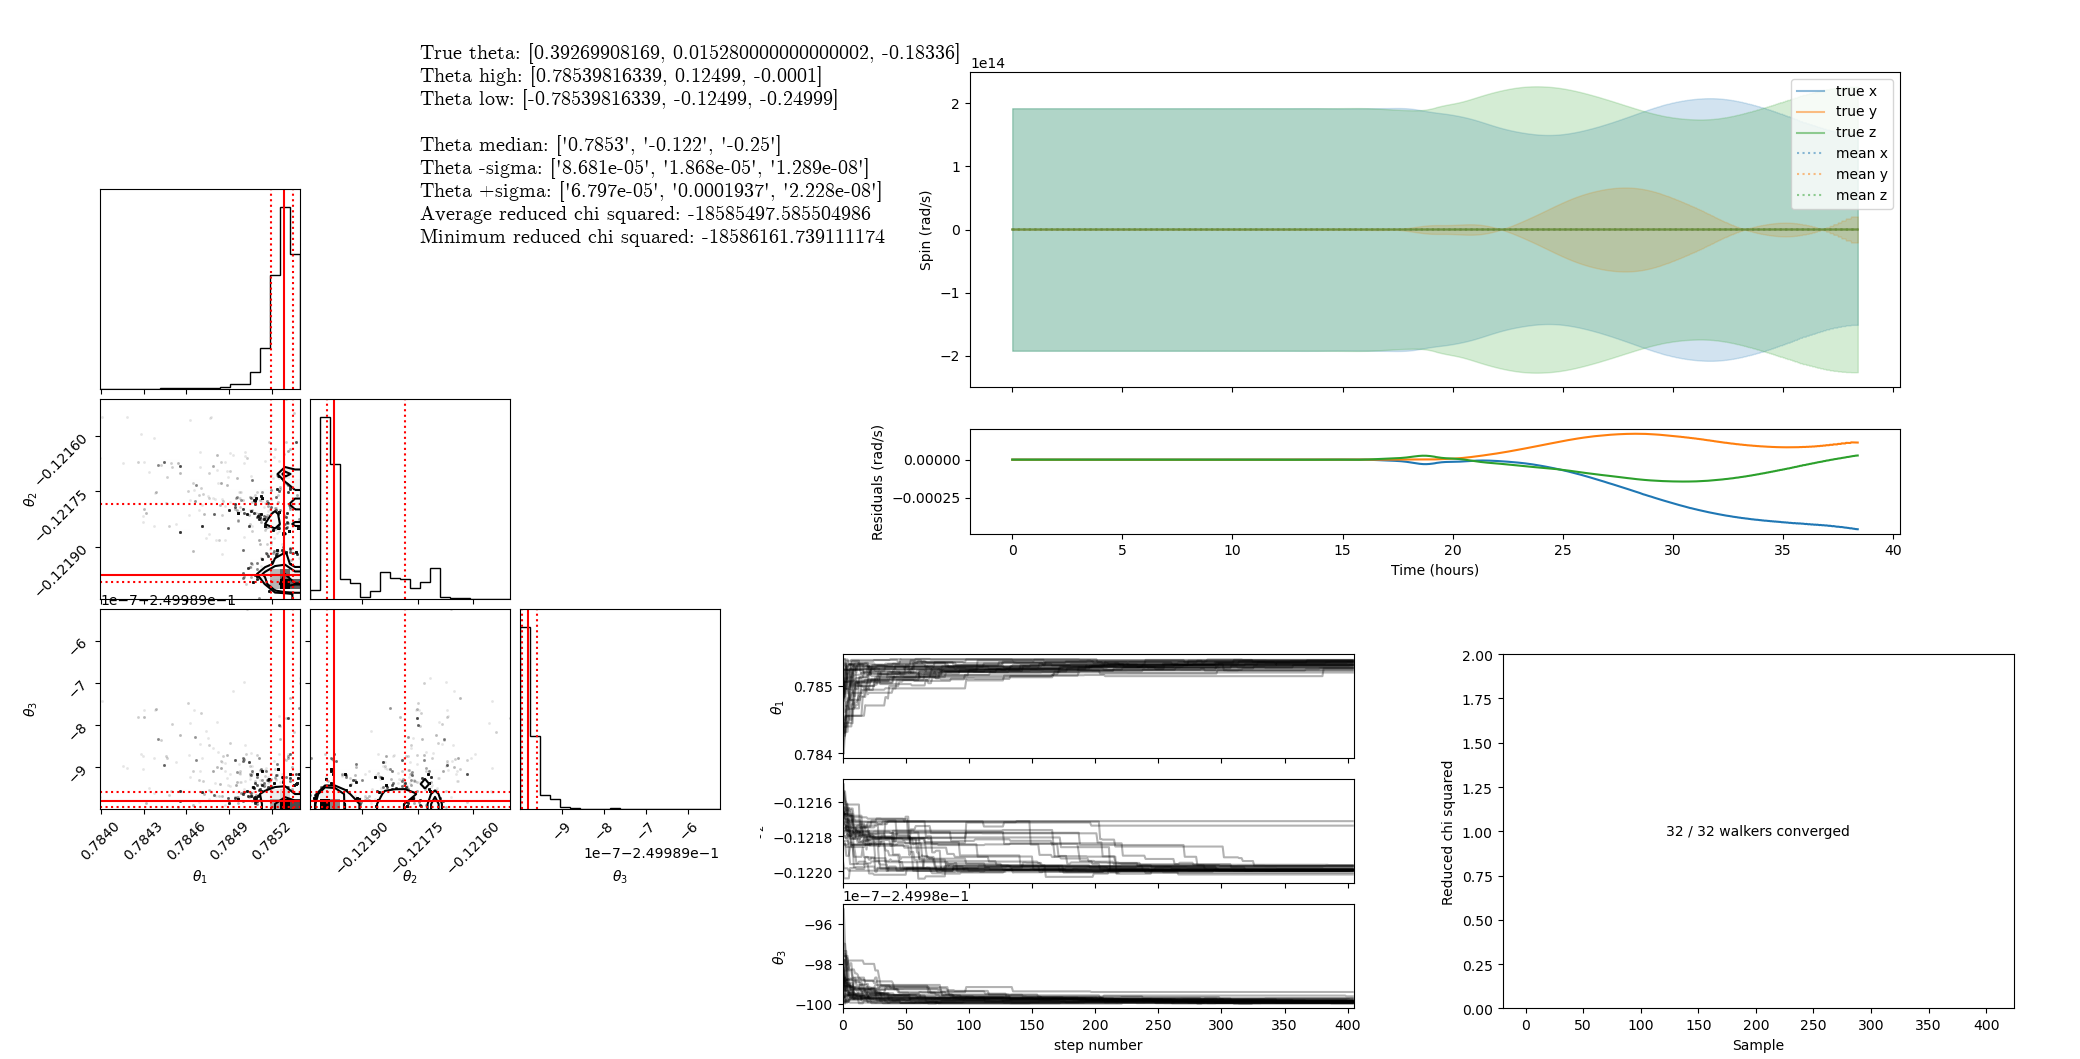 True theta: [0.39269908169, 0.015280000000000002, -0.18336]
Theta high: [0.78539816339, 0.12499, -0.0001]
Theta low: [-0.78539816339, -0.12499, -0.24999]
Theta median: ['0.7853', '-0.122', '-0.25']
Theta -sigma: ['8.681e-05', '1.868e-05', '1.289e-08']
Theta +sigma: ['6.797e-05', '0.0001937', '2.228e-08']
Average reduced chi squared: -18585497.585504986
Minimum reduced chi squared: -18586161.739111174
1e14
2
1
0
−1
−2
Spin (rad/s)
true x
true y
true z
mean x
mean y
mean z
0.00000
−0.00025
Residuals (rad/s)
0 5 10 15 20 25 30 35 40
Time (hours)
−0.12160
−0.12175
−0.12190
θ2
1e−7−2.49989e−1
−6
−7
−8
−9
θ3
0.7840 0.7843 0.7846 0.7849 0.7852
θ1
−0.12190 −0.12175 −0.12160
θ2
−9 −8 −7 −6
1e−7−2.49989e−1
θ3
0.785
0.784
θ1
−0.1216
−0.1218
−0.1220
1e−7−2.4998e−1
−96
−98
−100
θ3
0 50 100 150 200 250 300 350 400
step number
2.00
1.75
1.50
1.25
1.00
0.75
0.50
0.25
0.00
Reduced chi squared
32 / 32 walkers converged
0 50 100 150 200 250 300 350 400
Sample